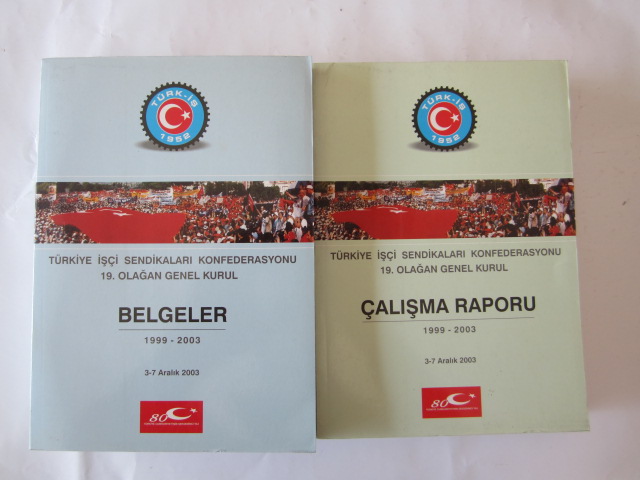 TÜRK-İŞ
1952
TÜRKİYE İŞÇİ SENDİKALARI KONFEDERASYONU
19. OLAĞAN GENEL KURUL
BELGELER
1999 - 2003
3-7 Aralık 2003
80
TÜRK-İŞ
1952
TÜRKİYE İŞÇİ SENDİKALARI KONFEDERASYONU
19. OLAĞAN GENEL KURUL
ÇALIŞMA RAPORU
1999 - 2003
3-7 Aralık 2003
80